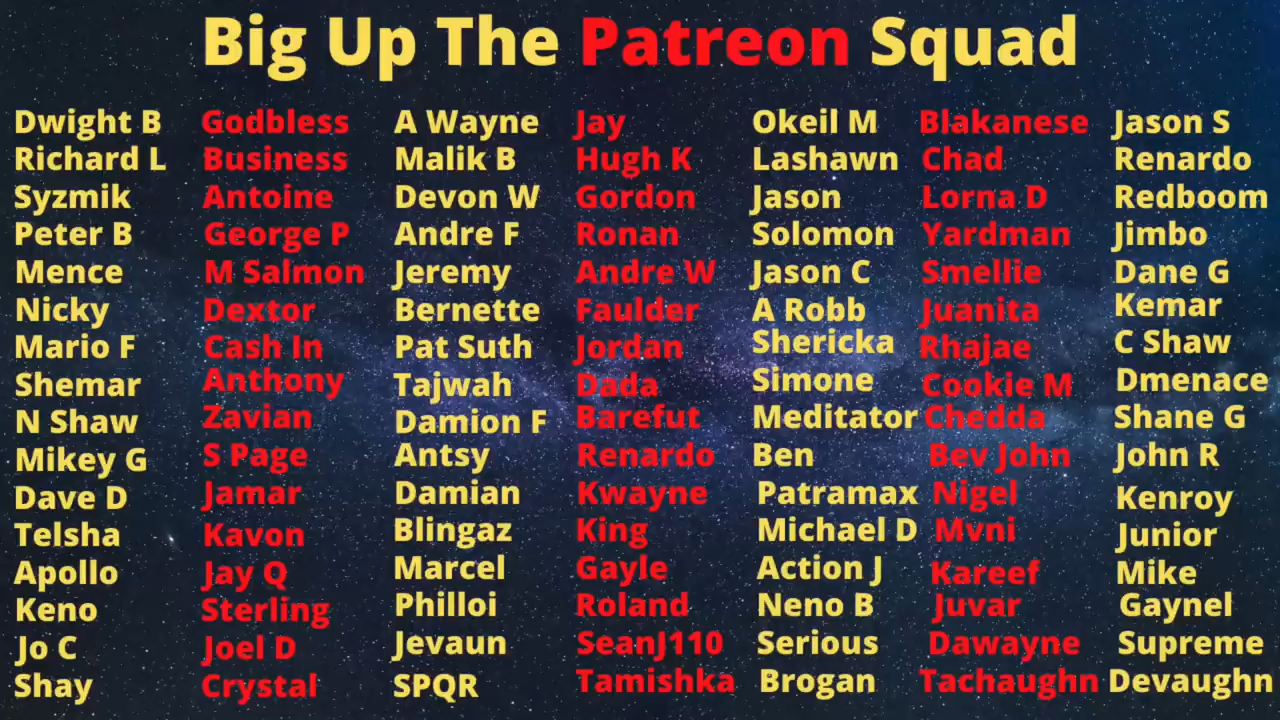 Big Up The Patreon Squad
Dwight B Godbless A Wayne Jay Okeil M Blakanese Jason S
Richard L Business Malik B Hugh K Lashawn Chad Renardo
Syzmik Antoine Devon W Gordon Jason Lorna D Redboom
Peter B George P Andre F Ronan Solomon Yardman Jimbo
Mence M Salmon Jeremy Andre W Jason C Smellie Dane G
Nicky Dextor Bernette Faulder A Robb Juanita Kemar
Mario F Cash In Pat Suth Jordan Shericka Rhajae C Shaw
Shemar Anthony Tajwah Dada Simone Cookie M Dmenace
N Shaw Zavian Damion F Barefut Meditator Chedda Shane G
Mikey G S Page Antsy Renardo Ben Bev John John R
Dave D Jamar Damian Kwayne Patramax Nigel Kenroy
Telsha Kavon Blingaz King Michael D Mvni Junior
Apollo Jay Q Marcel Gayle Action J Kareef Mike
Keno Sterling Philloi Roland Neno B Juvar Gaynel
Jo C Joel D Jevaun SeanJ110 Serious Dawayne Supreme
Shay Crystal SPQR Tamishka Brogan Tachaughn Devaughn